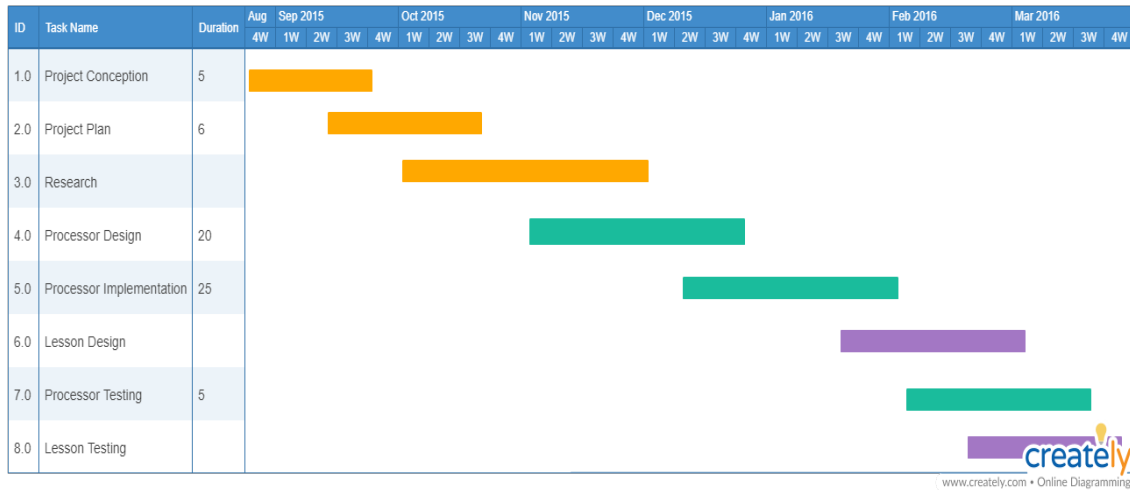 ID Task Name Duration Aug Sep 2015 Oct 2015 Nov 2015 Dec 2015 Jan 2016 Feb 2016 Mar 2016
4W 1W 2W 3W 4W 1W 2W 3W 4W 1W 2W 3W 4W 1W 2W 3W 4W 1W 2W 3W 4W 1W 2W 3W 4W 1W 2W 3W 4W
1.0 Project Conception 5
2.0 Project Plan 6
3.0 Research
4.0 Processor Design 20
5.0 Processor Implementation 25
6.0 Lesson Design
7.0 Processor Testing 5
8.0 Lesson Testing
creately
www.creately.com • Online Diagramming